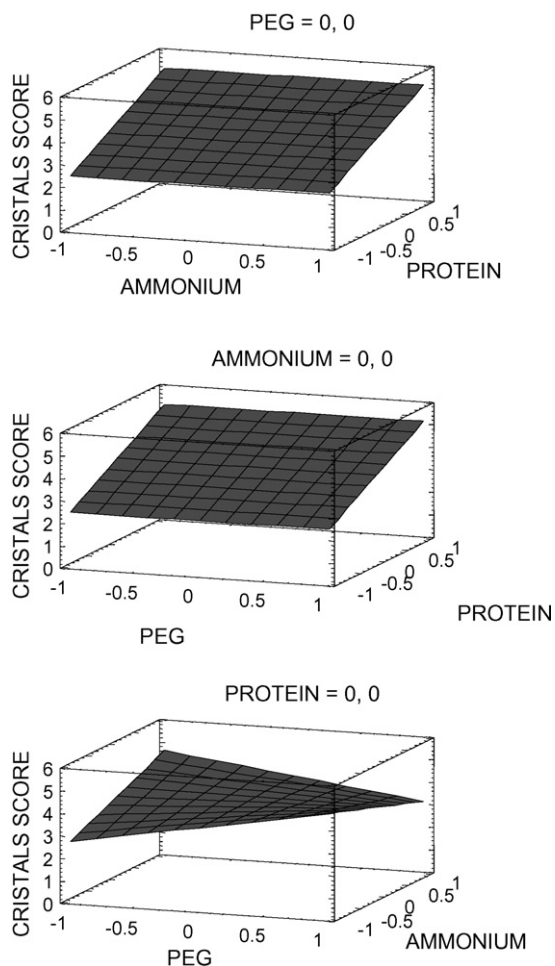 PEG = 0, 0
CRISTALS SCORE
6
5
4
3
2
1
0
-1 -0.5 0 0.5 1
-1 -0.5 0 0.5 1
AMMONIUM
PROTEIN
AMMONIUM = 0, 0
CRISTALS SCORE
6
5
4
3
2
1
0
-1 -0.5 0 0.5 1
-1 -0.5 0 0.5 1
PEG
PROTEIN
PROTEIN = 0, 0
CRISTALS SCORE
6
5
4
3
2
1
0
-1 -0.5 0 0.5 1
-1 -0.5 0 0.5 1
PEG
AMMONIUM